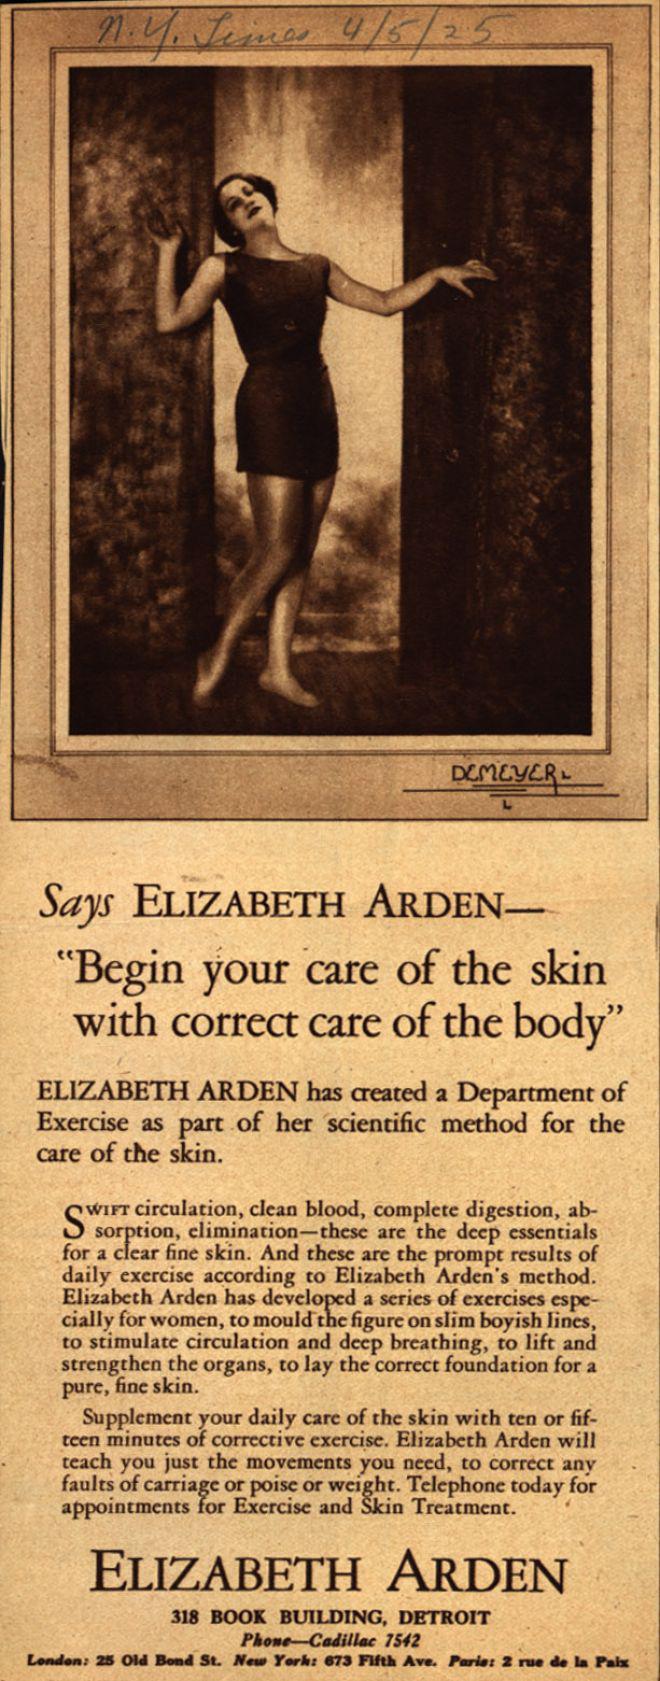 N.Y. Times 4/5/25
DEMEYER
Says ELIZABETH ARDEN—
"Begin your care of the skin
with correct care of the body"
ELIZABETH ARDEN has created a Department of
Exercise as part of her scientific method for the
care of the skin.
SWIFT circulation, clean blood, complete digestion, ab-
sorption, elimination—these are the deep essentials
for a clear fine skin. And these are the prompt results of
daily exercise according to Elizabeth Arden's method.
Elizabeth Arden has developed a series of exercises espe-
cially for women, to mould the figure on slim boyish lines,
to stimulate circulation and deep breathing, to lift and
strengthen the organs, to lay the correct foundation for a
pure, fine skin.
Supplement your daily care of the skin with ten or fif-
teen minutes of corrective exercise. Elizabeth Arden will
teach you just the movements you need, to correct any
faults of carriage or poise or weight. Telephone today for
appointments for Exercise and Skin Treatment.
ELIZABETH ARDEN
318 BOOK BUILDING, DETROIT
Phone—Cadillac 7542
London: 25 Old Bond St. New York: 673 Fifth Ave. Paris: 2 rue de la Paix